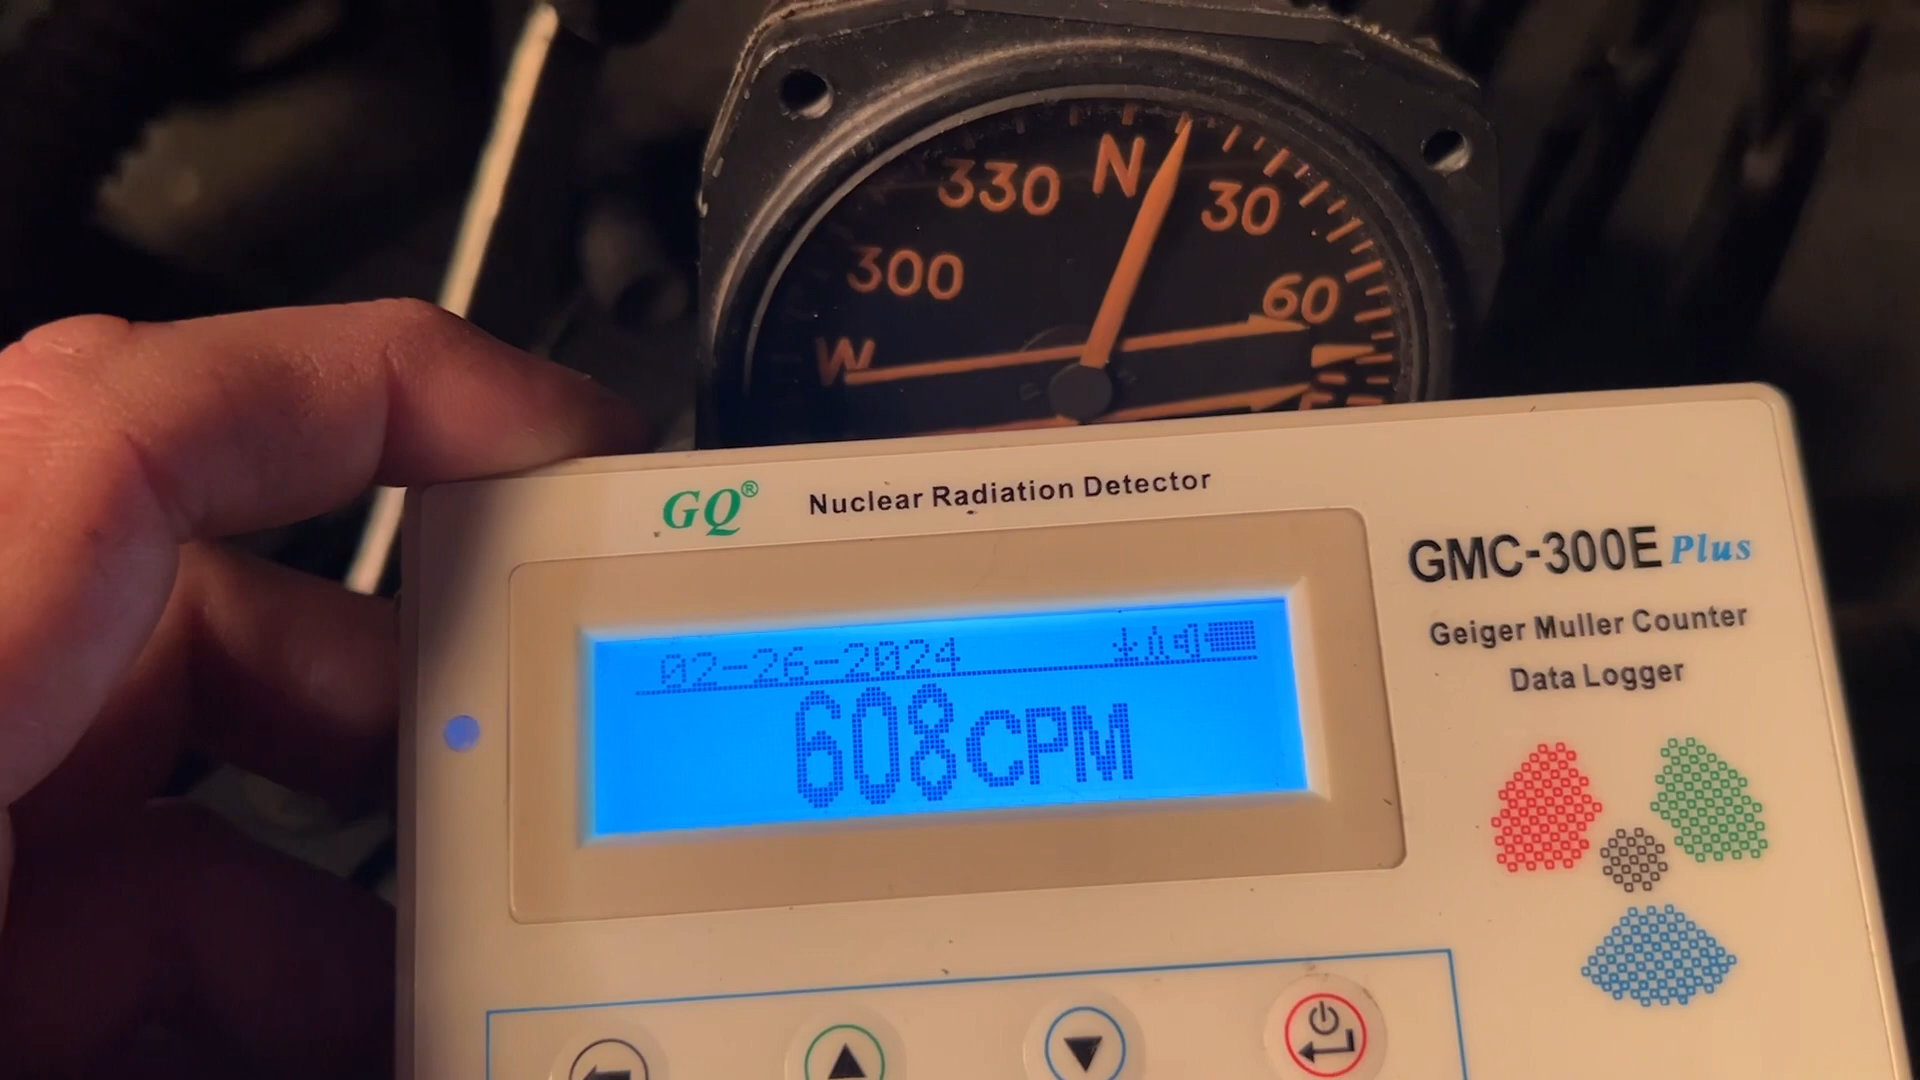 N
330
30
300
60
W
GQ®
Nuclear Radiation Detector
GMC-300E Plus
Geiger Muller Counter
Data Logger
02-26-2024
608CPM